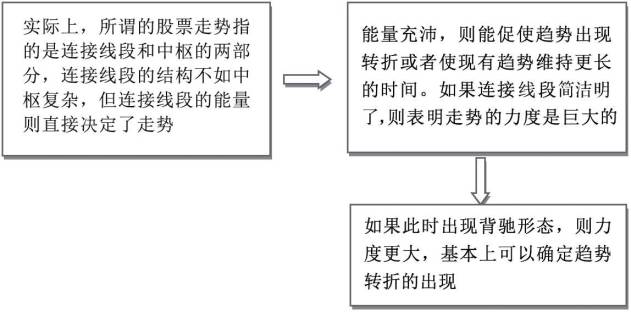 实际上，所谓的股票走势指
的是连接线段和中枢的两部
分，连接线段的结构不如中
枢复杂，但连接线段的能量
则直接决定了走势
能量充沛，则能促使趋势出现
转折或者使现有趋势维持更长
的时间。如果连接线段简洁明
了,则表明走势的力度是巨大的
如果此时出现背驰形态，则力
度更大，基本上可以确定趋势
转折的出现